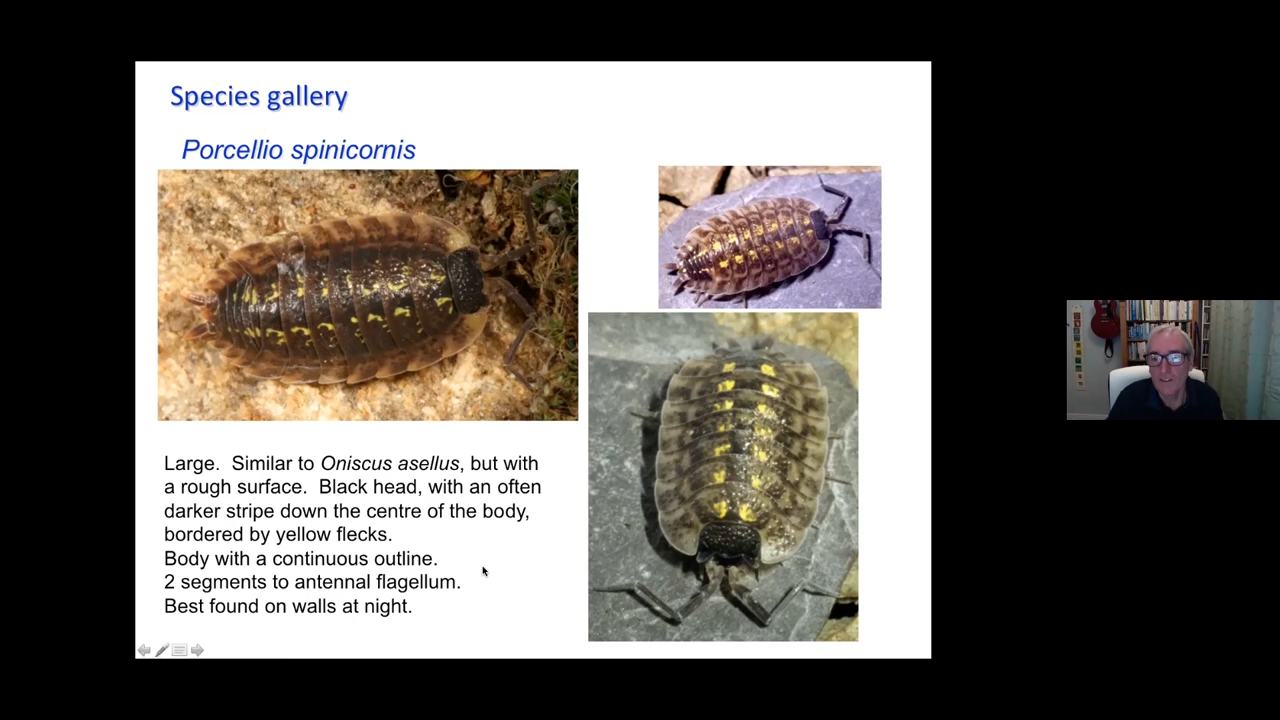 Species gallery
Porcellio spinicornis
Large. Similar to Oniscus asellus, but with
a rough surface. Black head, with an often
darker stripe down the centre of the body,
bordered by yellow flecks.
Body with a continuous outline.
2 segments to antennal flagellum.
Best found on walls at night.